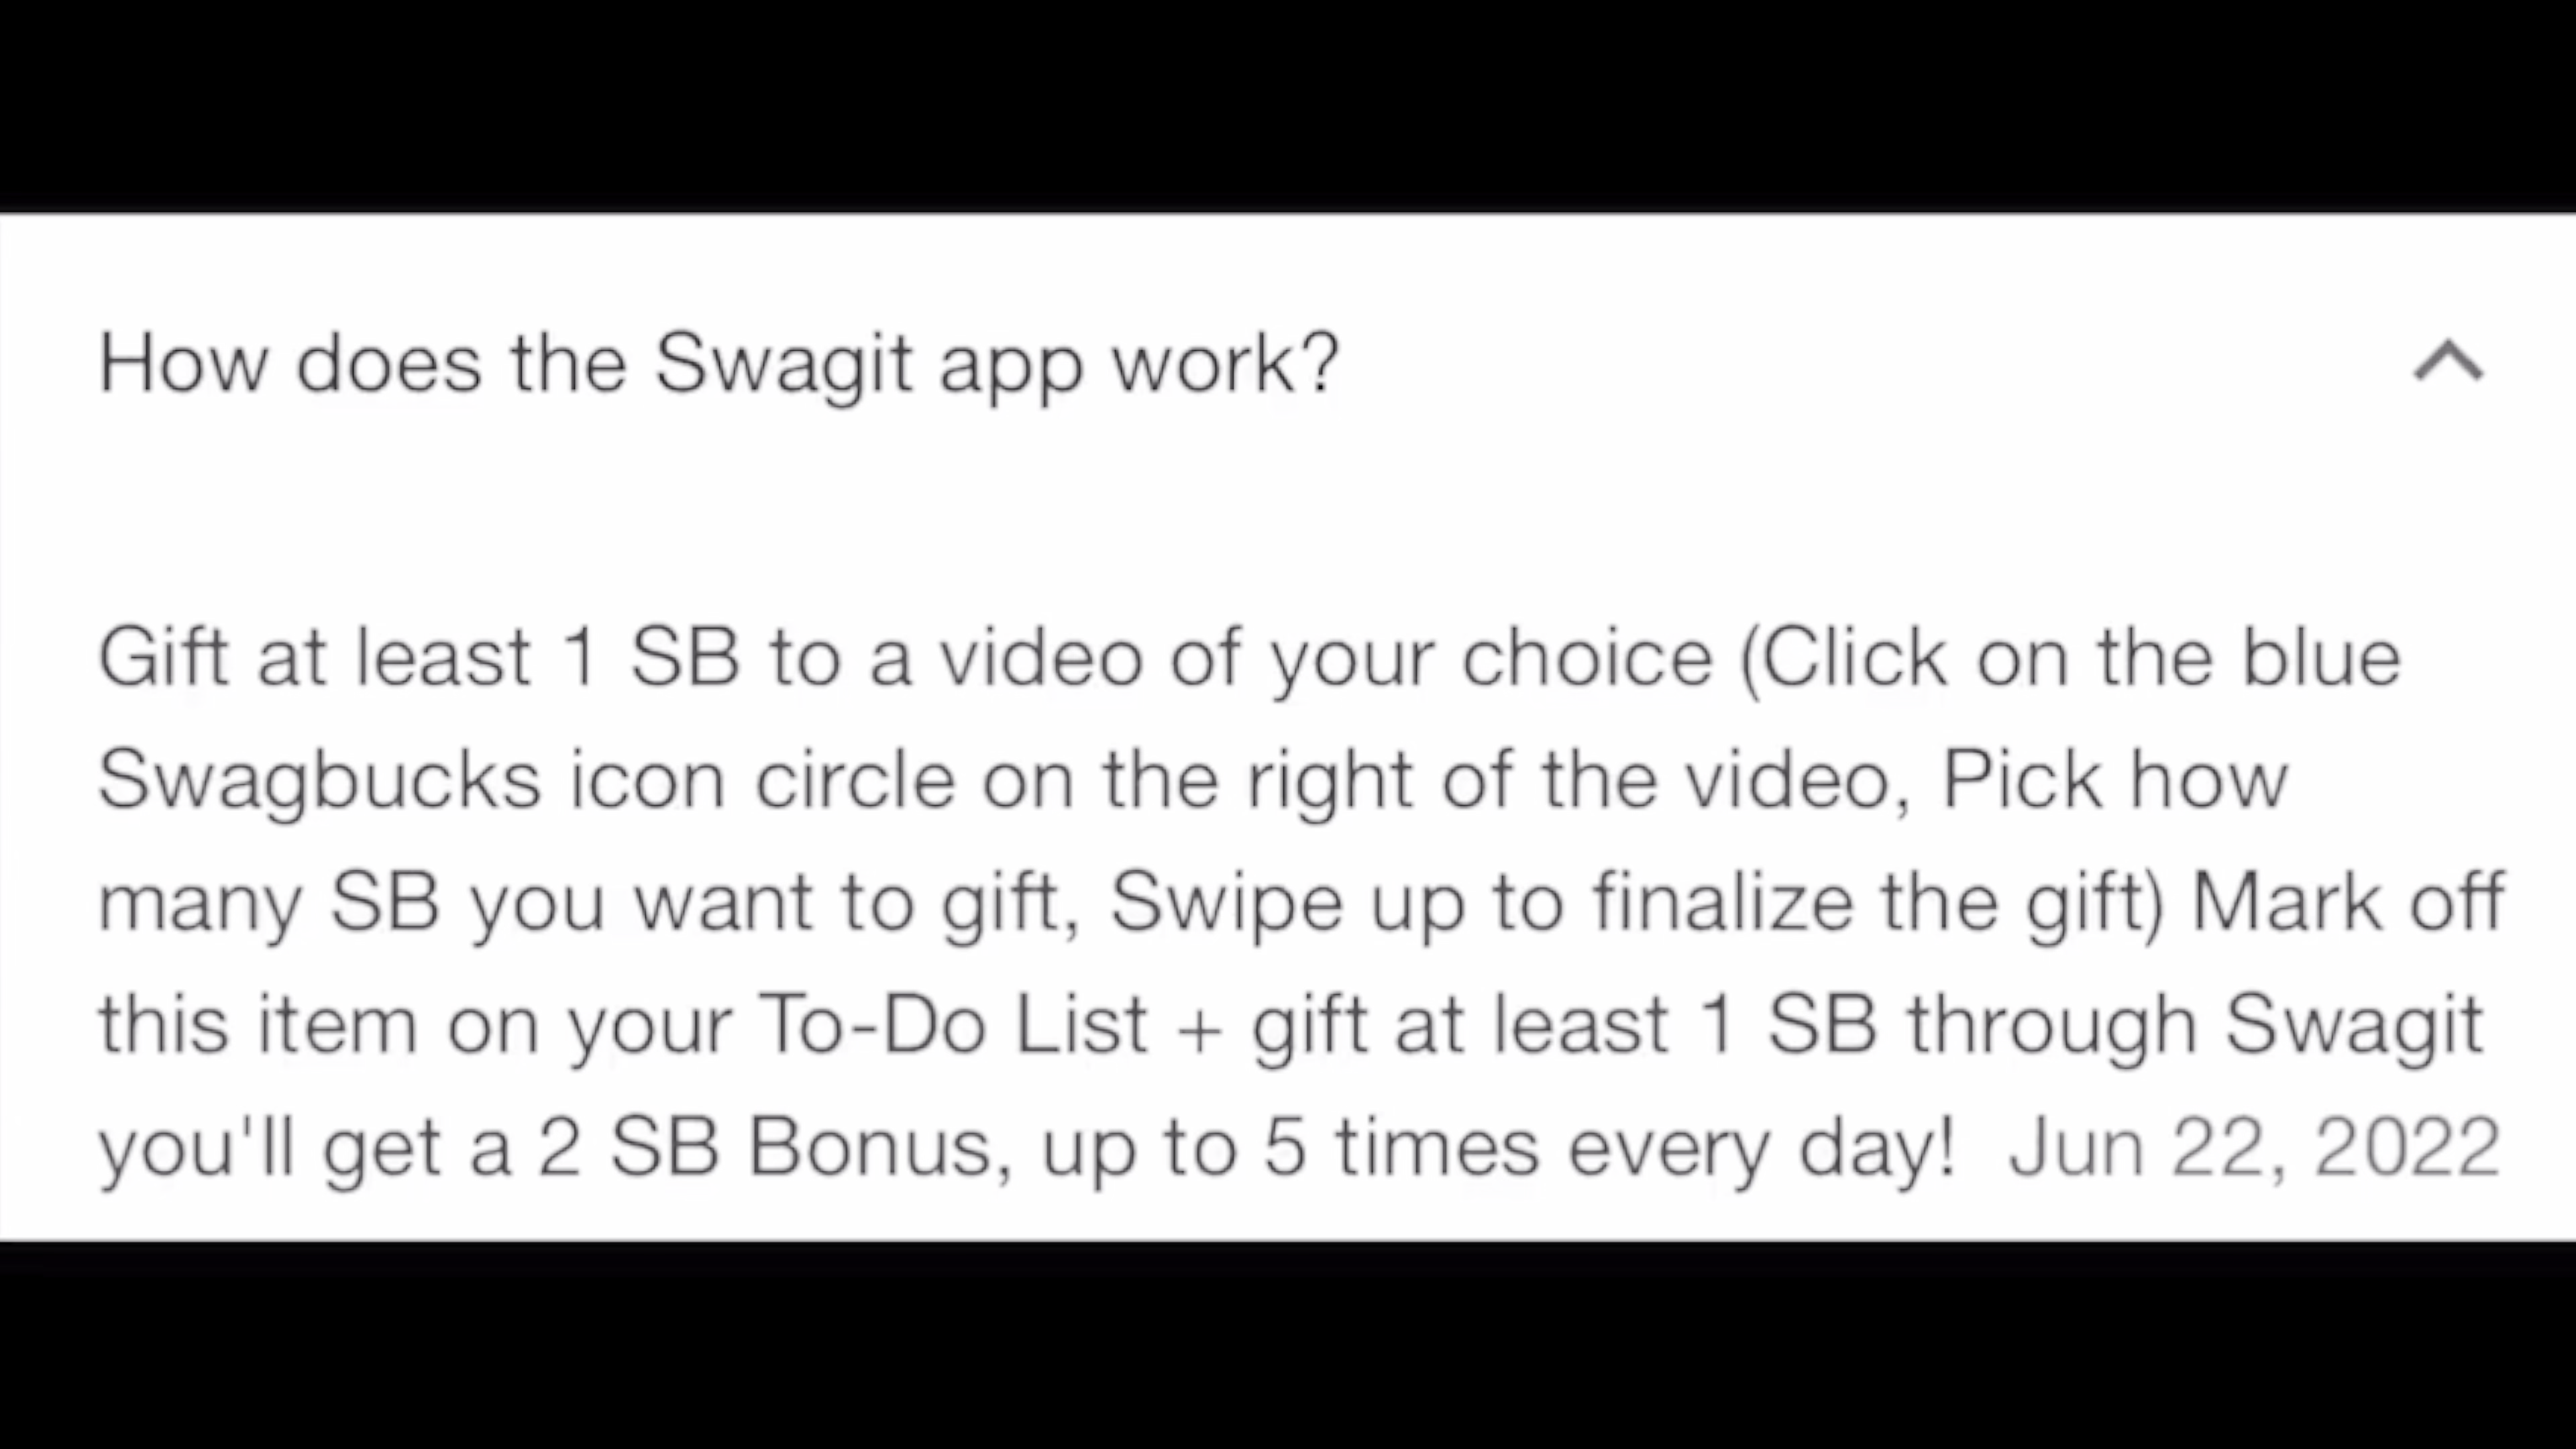 How does the Swagit app work?
Gift at least 1 SB to a video of your choice (Click on the blue
Swagbucks icon circle on the right of the video, Pick how
many SB you want to gift, Swipe up to finalize the gift) Mark off
this item on your To-Do List + gift at least 1 SB through Swagit
you'll get a 2 SB Bonus, up to 5 times every day! Jun 22, 2022